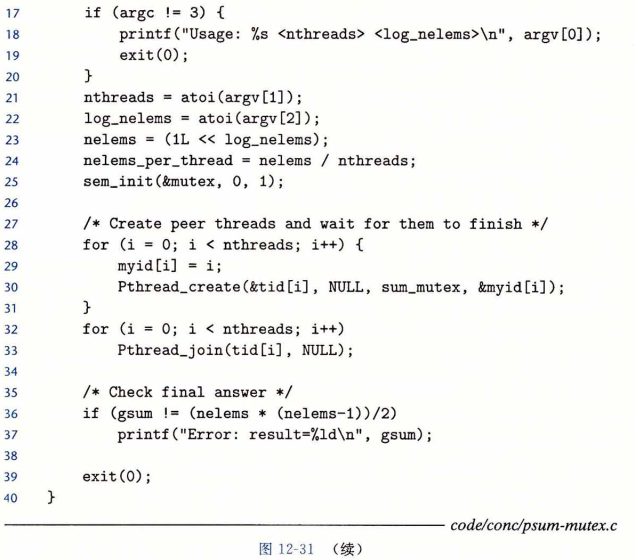 17 if (argc != 3) {
18 printf("Usage: %s <nthreads> <log_nelems>\n", argv[0]);
19 exit(0);
20 }
21 nthreads = atoi(argv[1]);
22 log_nelems = atoi(argv[2]);
23 nelems = (1L << log_nelems);
24 nelems_per_thread = nelems / nthreads;
25 sem_init(&mutex, 0, 1);
26
27 /* Create peer threads and wait for them to finish */
28 for (i = 0; i < nthreads; i++) {
29 myid[i] = i;
30 Pthread_create(&tid[i], NULL, sum_mutex, &myid[i]);
31 }
32 for (i = 0; i < nthreads; i++)
33 Pthread_join(tid[i], NULL);
34
35 /* Check final answer */
36 if (gsum != (nelems * (nelems-1))/2)
37 printf("Error: result=%ld\n", gsum);
38
39 exit(0);
40 }
code/conc/psum-mutex.c
图 12-31 （续）